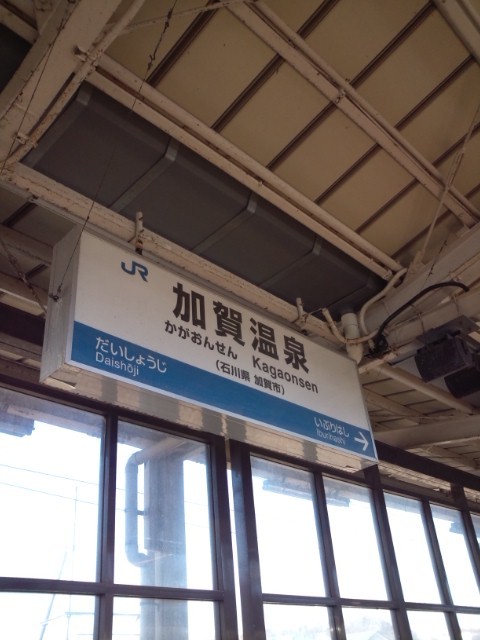 JR
加賀温泉
かがおんせん Kagaonsen
(石川県 加賀市)
だいしょうじ
Daishōji
いぶりはし
Iburihashi